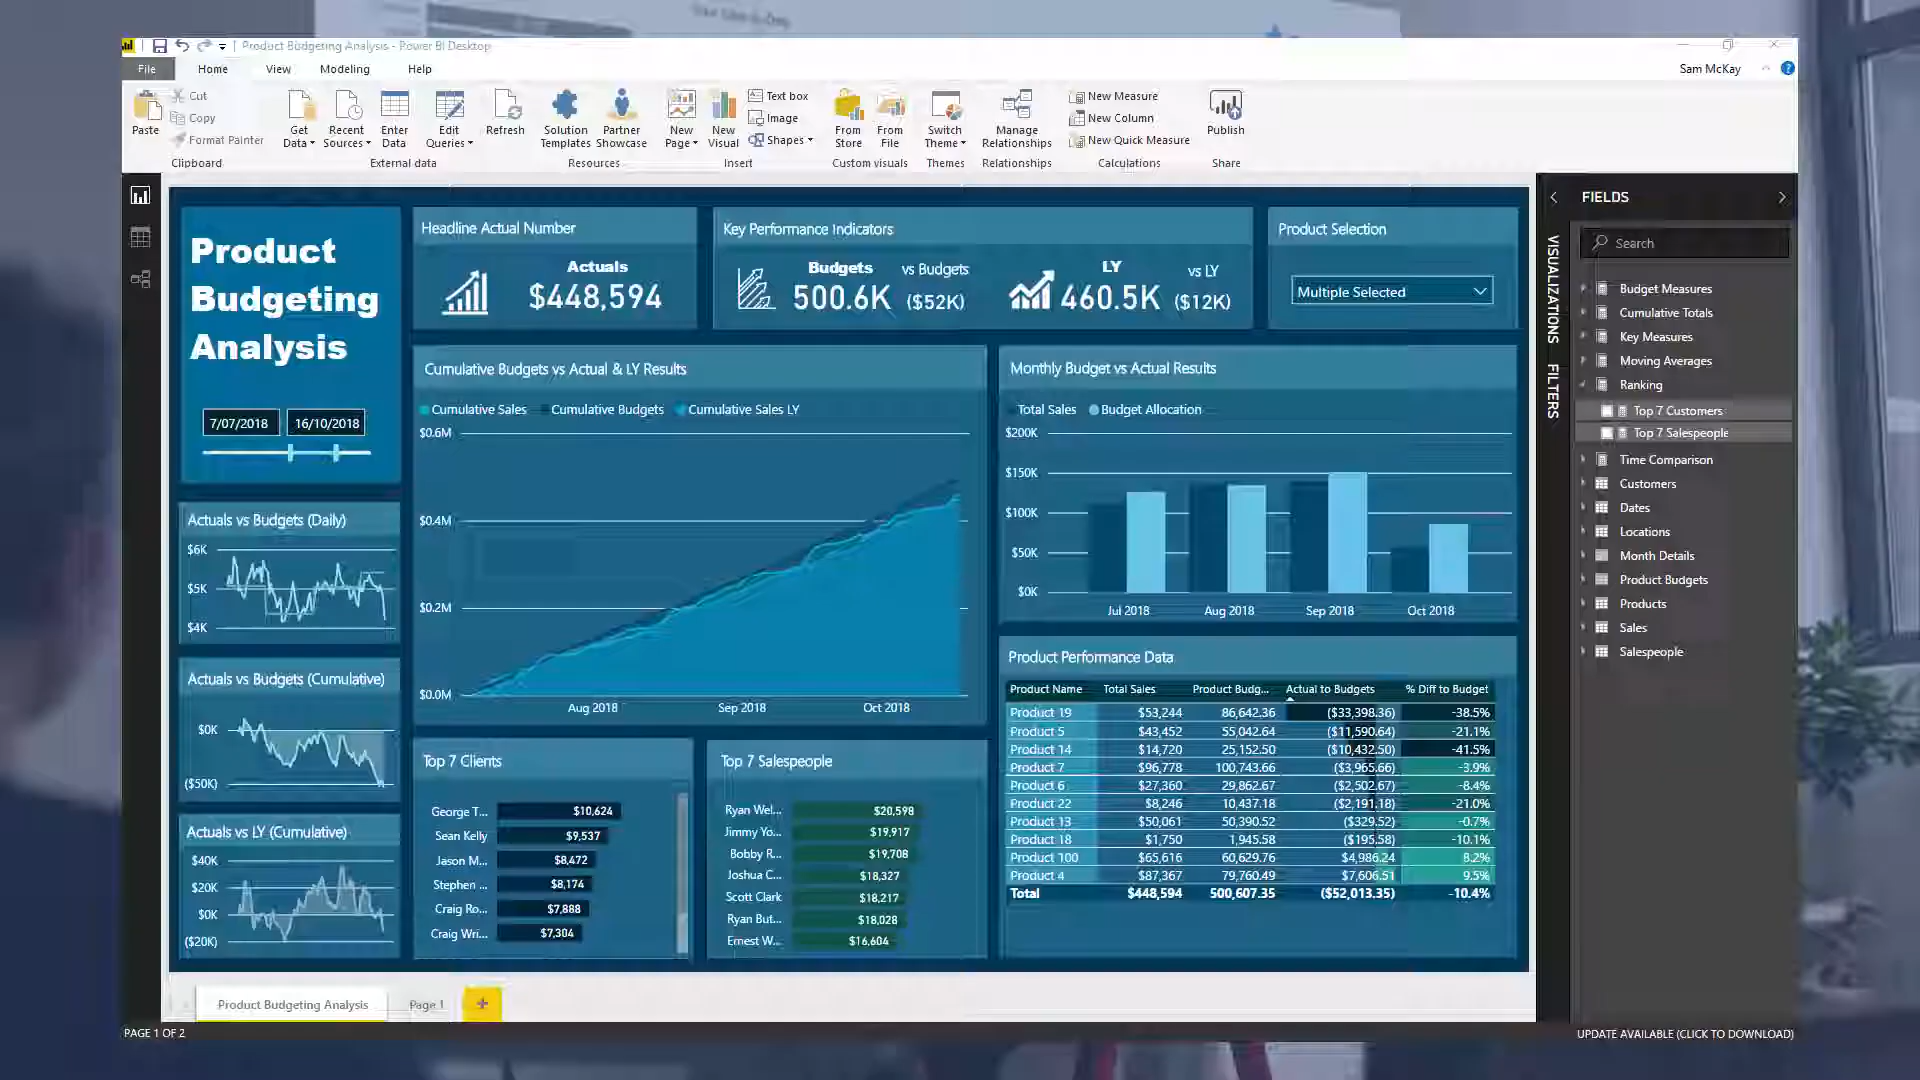 Product Budgeting Analysis - Power BI Desktop
File Home View Modeling Help
Sam McKay
Paste
Cut
Copy
Format Painter
Clipboard
Get Data
Recent Sources
Enter Data
Edit Queries
Refresh
External data
Solution Templates
Partner Showcase
Resources
New Page
New Visual
Text box
Image
Shapes
Insert
From Store
From File
Custom visuals
Switch Theme
Themes
Manage Relationships
Relationships
New Measure
New Column
New Quick Measure
Calculations
Publish
Share
Product
Budgeting
Analysis
7/07/2018 16/10/2018
Headline Actual Number
Actuals
$448,594
Key Performance Indicators
Budgets vs Budgets
500.6K ($52K)
LY vs LY
460.5K ($12K)
Product Selection
Multiple Selected
Actuals vs Budgets (Daily)
$6K
$5K
$4K
Actuals vs Budgets (Cumulative)
$0K
($50K)
Actuals vs LY (Cumulative)
$40K
$20K
$0K
($20K)
Cumulative Budgets vs Actual & LY Results
Cumulative Sales Cumulative Budgets Cumulative Sales LY
$0.6M
$0.4M
$0.2M
$0.0M
Aug 2018 Sep 2018 Oct 2018
Monthly Budget vs Actual Results
Total Sales Budget Allocation
$200K
$150K
$100K
$50K
$0K
Jul 2018 Aug 2018 Sep 2018 Oct 2018
Top 7 Clients
George T... $10,624
Sean Kelly $9,537
Jason M... $8,472
Stephen ... $8,174
Craig Ro... $7,888
Craig Wri... $7,304
Top 7 Salespeople
Ryan Wel... $20,598
Jimmy Yo... $19,917
Bobby R... $19,708
Joshua C... $18,327
Scott Clark $18,217
Ryan But... $18,028
Ernest W... $16,604
Product Performance Data
Product Name Total Sales Product Budg... Actual to Budgets % Diff to Budget
Product 19 $53,244 86,642.36 ($33,398.36) -38.5%
Product 5 $43,452 55,042.64 ($11,590.64) -21.1%
Product 14 $14,720 25,152.50 ($10,432.50) -41.5%
Product 7 $96,778 100,743.66 ($3,965.66) -3.9%
Product 6 $27,360 29,862.67 ($2,502.67) -8.4%
Product 22 $8,246 10,437.18 ($2,191.18) -21.0%
Product 13 $50,061 50,390.52 ($329.52) -0.7%
Product 18 $1,750 1,945.58 ($195.58) -10.1%
Product 100 $65,616 60,629.76 $4,986.24 8.2%
Product 4 $87,367 79,760.49 $7,606.51 9.5%
Total $448,594 500,607.35 ($52,013.35) -10.4%
VISUALIZATIONS
FILTERS
FIELDS
Search
Budget Measures
Cumulative Totals
Key Measures
Moving Averages
Ranking
Top 7 Customers
Top 7 Salespeople
Time Comparison
Customers
Dates
Locations
Month Details
Product Budgets
Products
Sales
Salespeople
Product Budgeting Analysis Page 1 +
PAGE 1 OF 2
UPDATE AVAILABLE (CLICK TO DOWNLOAD)